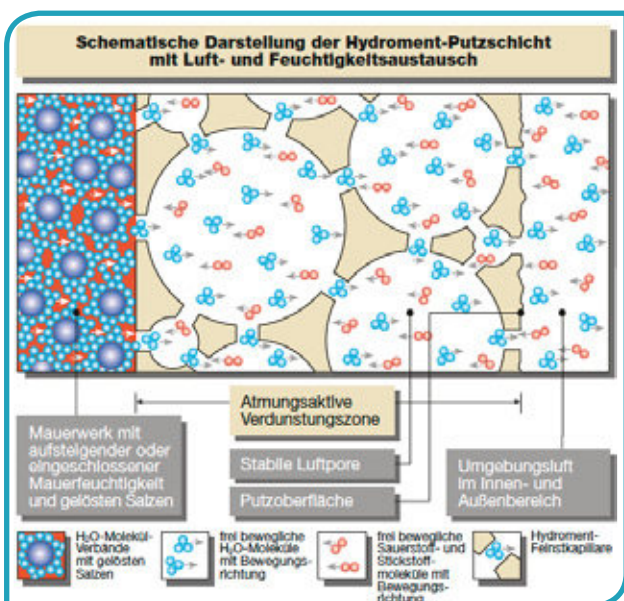 Schematische Darstellung der Hydroment-Putzschicht
mit Luft- und Feuchtigkeitsaustausch
Atmungsaktive
Verdunstungszone
Mauerwerk mit
aufsteigender oder
eingeschlossener
Mauerfeuchtigkeit
und gelösten Salzen
Stabile Luftpore
Putzoberfläche
Umgebungsluft
im Innen- und
Außenbereich
H₂O-Molekül-
Verbände
mit gelösten
Salzen
frei bewegliche
H₂O-Moleküle
mit Bewegungs-
richtung
frei bewegliche
Sauerstoff- und
Stickstoff-
moleküle mit
Bewegungs-
richtung
Hydroment-
Feinstkapillare